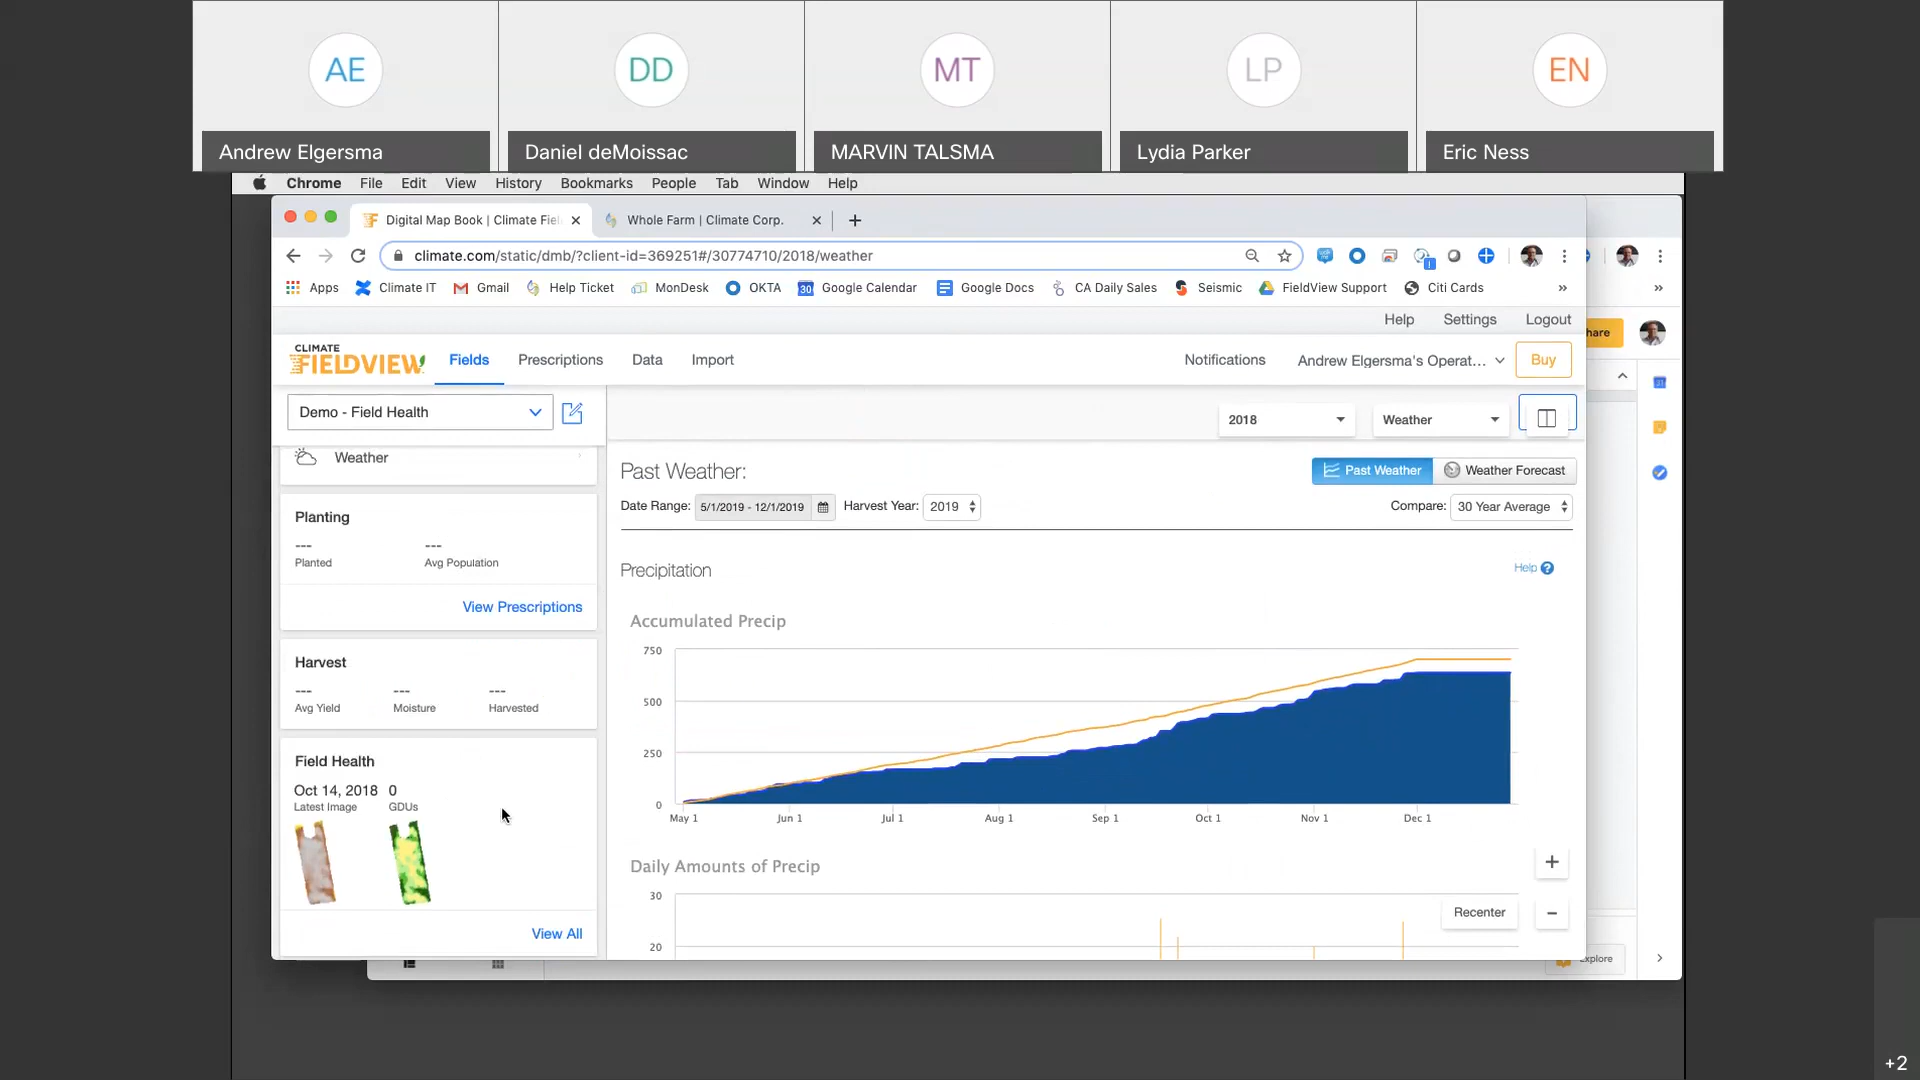 AE DD MT LP EN
Andrew Elgersma Daniel deMoissac MARVIN TALSMA Lydia Parker Eric Ness
Chrome File Edit View History Bookmarks People Tab Window Help
Digital Map Book | Climate Fiel Whole Farm | Climate Corp.
climate.com/static/dmb/?client-id=369251#/30774710/2018/weather
Apps Climate IT Gmail Help Ticket MonDesk OKTA 30 Google Calendar Google Docs CA Daily Sales Seismic FieldView Support Citi Cards »
»
Help Settings Logout
hare
CLIMATE
FIELDVIEW
Fields Prescriptions Data Import Notifications Andrew Elgersma's Operat... Buy
Demo - Field Health
2018 Weather
Weather
Past Weather:
Past Weather Weather Forecast
Date Range: 5/1/2019 - 12/1/2019 Harvest Year: 2019 Compare: 30 Year Average
Planting
--- ---
Planted Avg Population
View Prescriptions
Harvest
--- --- ---
Avg Yield Moisture Harvested
Field Health
Oct 14, 2018 0
Latest Image GDUs
View All
Precipitation
Help ?
Accumulated Precip
750
500
250
0
May 1 Jun 1 Jul 1 Aug 1 Sep 1 Oct 1 Nov 1 Dec 1
Daily Amounts of Precip
+
30
Recenter −
20
xplore
+2